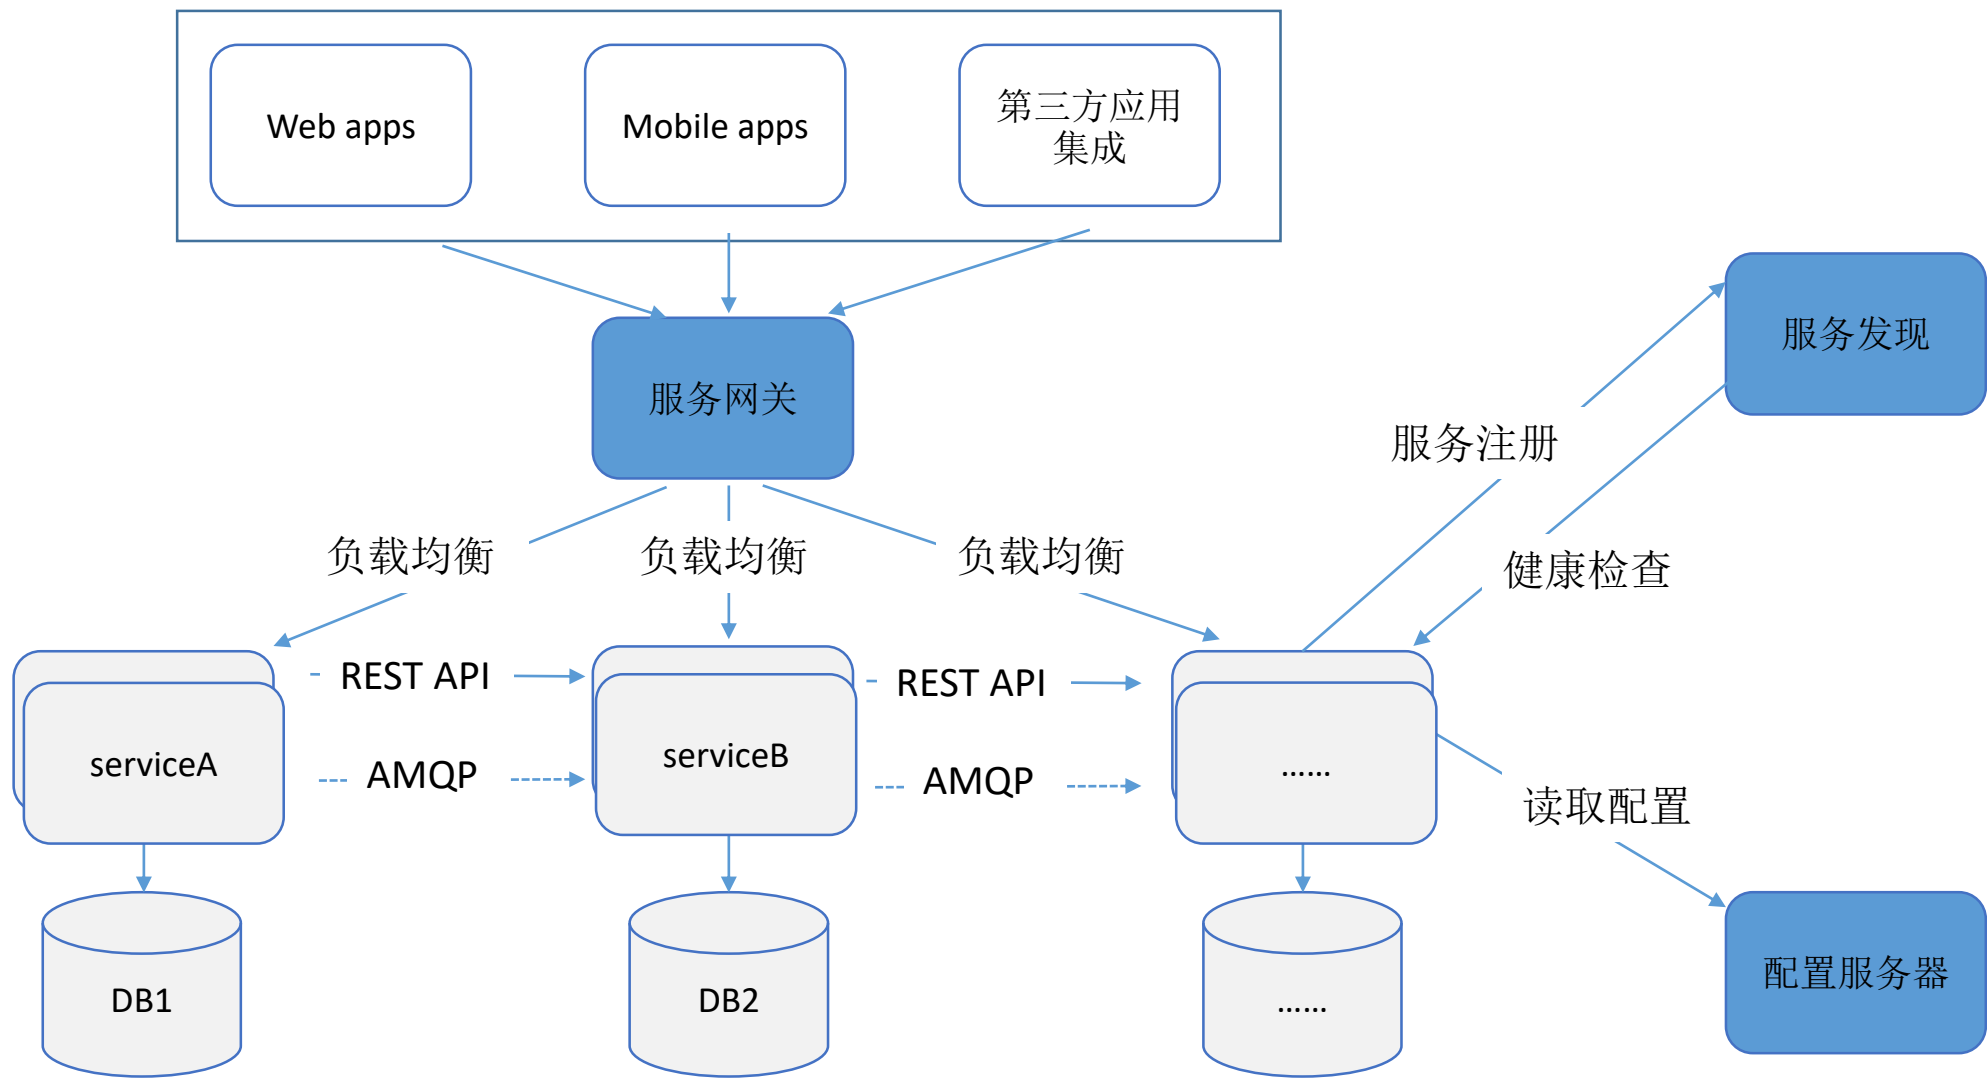 Web apps
Mobile apps
第三方应用
集成
服务发现
服务网关
服务注册
负载均衡
负载均衡
负载均衡
健康检查
REST API
REST API
serviceA
serviceB
……
AMQP
AMQP
读取配置
配置服务器
DB1
DB2
……